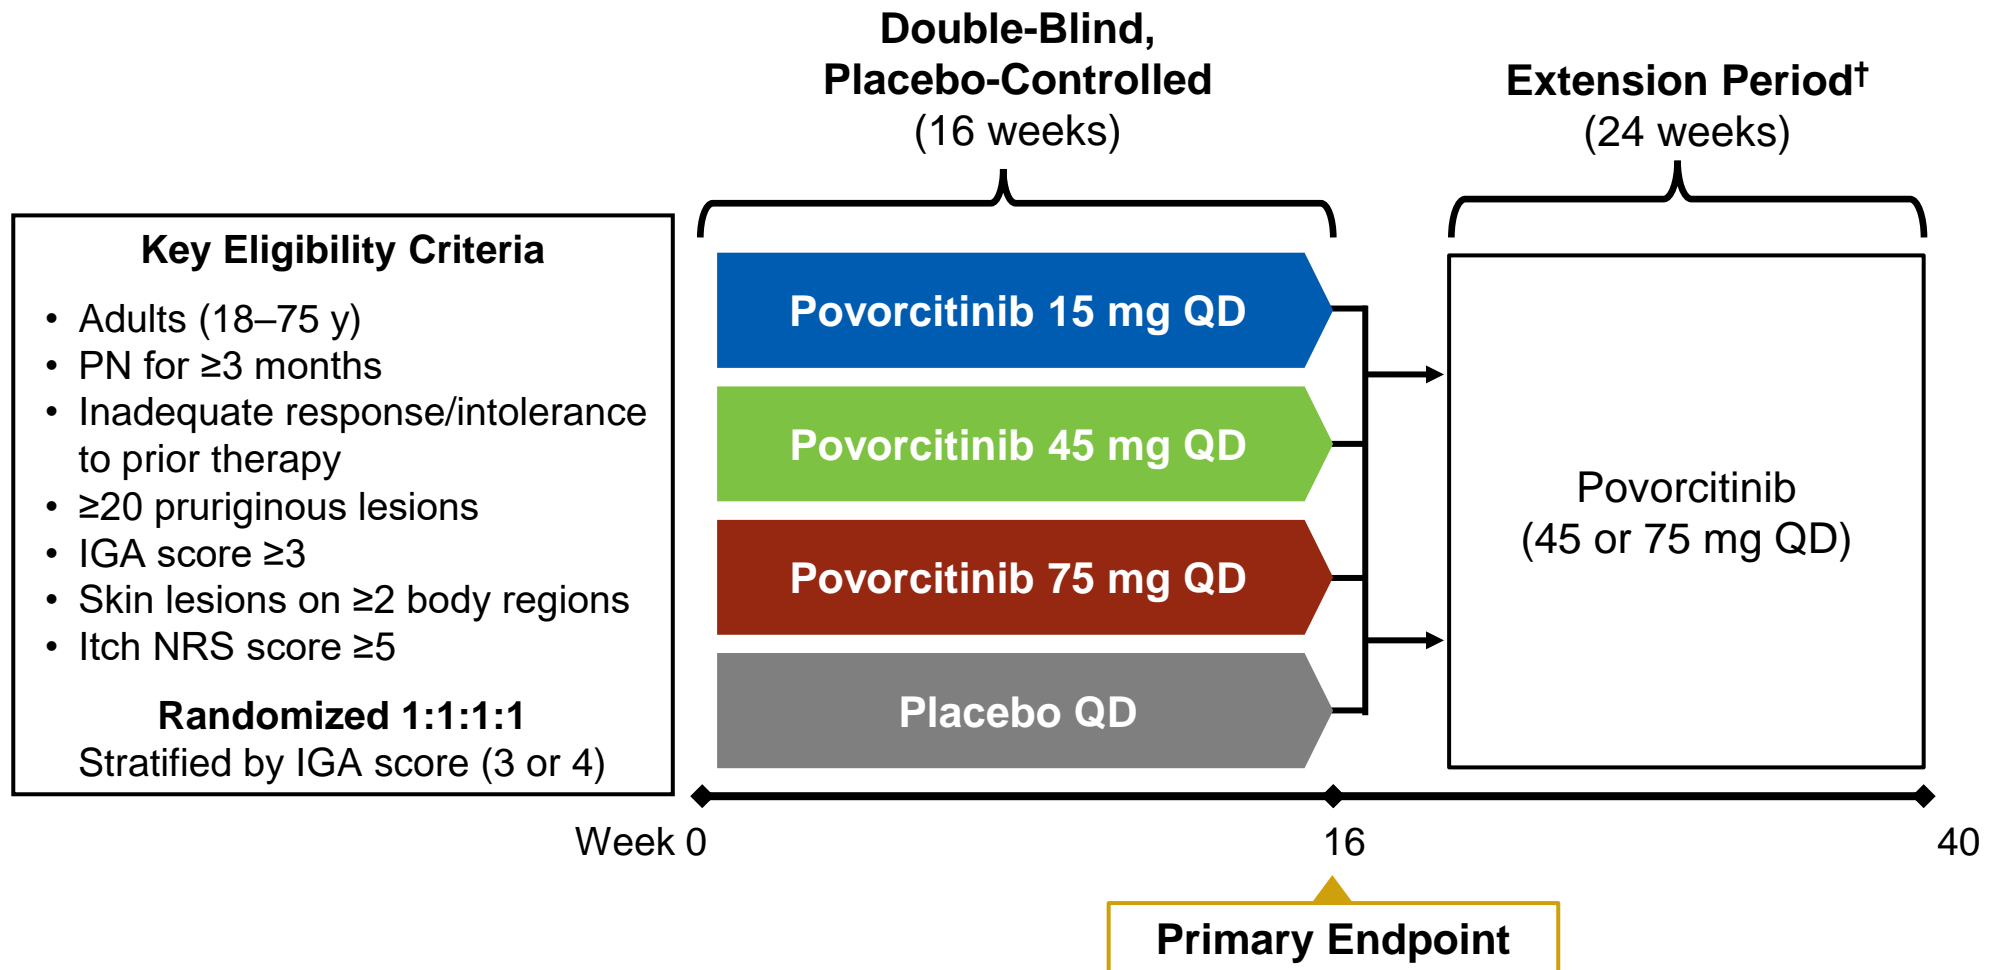 Double-Blind,
Placebo-Controlled
(16 weeks)
Extension Period†
(24 weeks)
Key Eligibility Criteria
• Adults (18–75 y)
• PN for ≥3 months
• Inadequate response/intolerance
to prior therapy
• ≥20 pruriginous lesions
• IGA score ≥3
• Skin lesions on ≥2 body regions
• Itch NRS score ≥5
Randomized 1:1:1:1
Stratified by IGA score (3 or 4)
Povorcitinib 15 mg QD
Povorcitinib 45 mg QD
Povorcitinib 75 mg QD
Placebo QD
Povorcitinib
(45 or 75 mg QD)
Week 0
16
40
Primary Endpoint